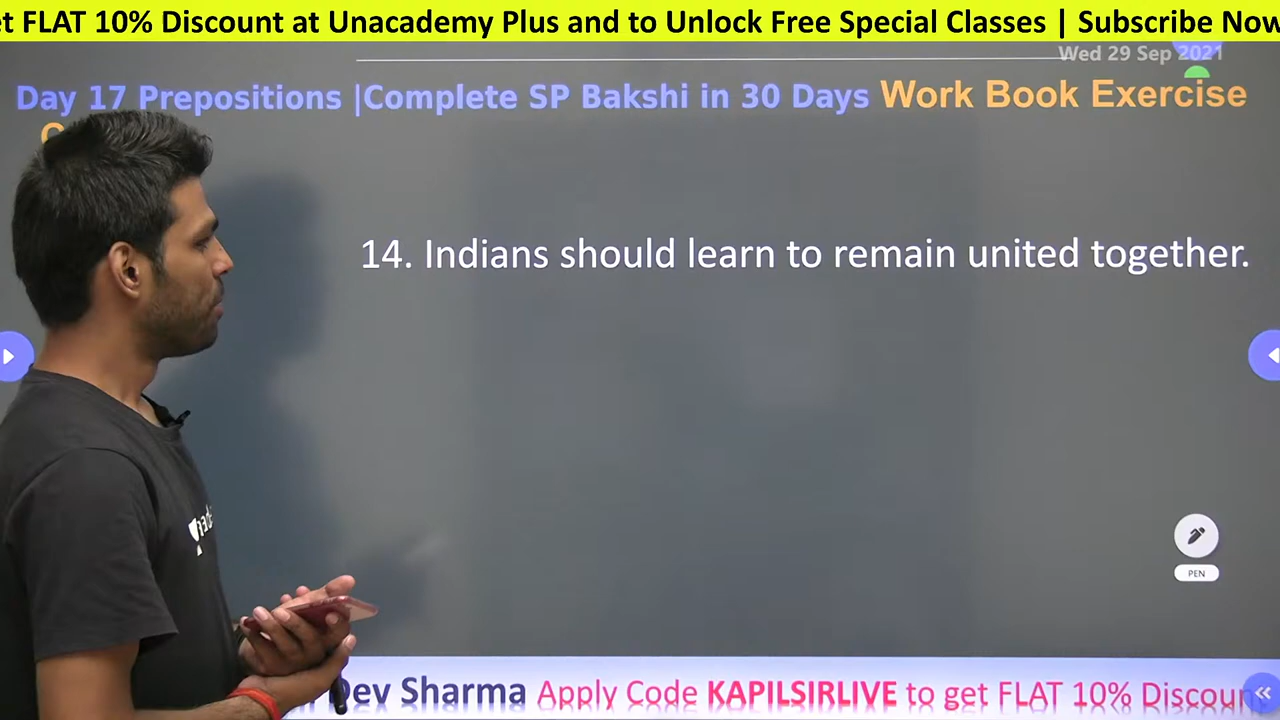 et FLAT 10% Discount at Unacademy Plus and to Unlock Free Special Classes | Subscribe Now
Wed 29 Sep 2021
Day 17 Prepositions |Complete SP Bakshi in 30 Days Work Book Exercise
14. Indians should learn to remain united together.
PEN
Dev Sharma Apply Code KAPILSIRLIVE to get FLAT 10% Discoun